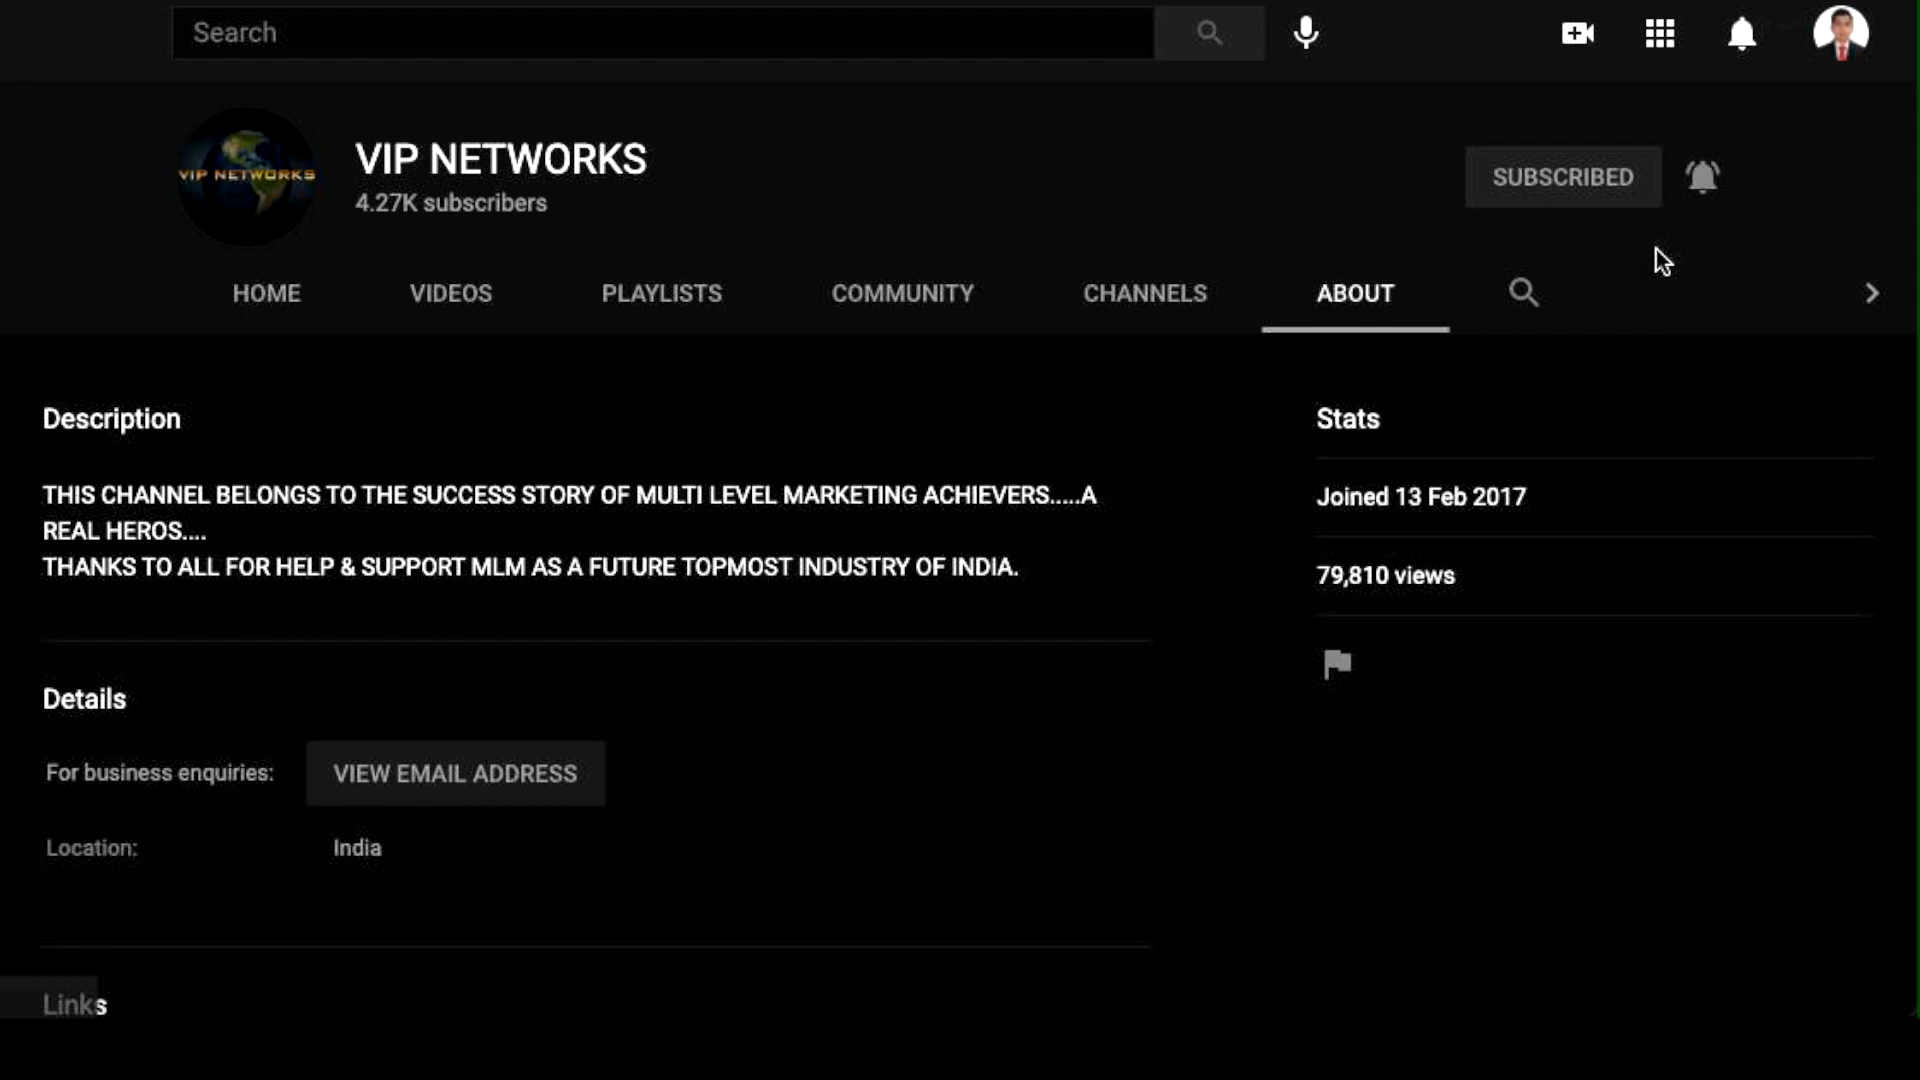 Search
VIP NETWORKS
VIP NETWORKS
4.27K subscribers
SUBSCRIBED
HOME
VIDEOS
PLAYLISTS
COMMUNITY
CHANNELS
ABOUT
Description
THIS CHANNEL BELONGS TO THE SUCCESS STORY OF MULTI LEVEL MARKETING ACHIEVERS.....A
REAL HEROS....
THANKS TO ALL FOR HELP & SUPPORT MLM AS A FUTURE TOPMOST INDUSTRY OF INDIA.
Stats
Joined 13 Feb 2017
79,810 views
Details
For business enquiries: VIEW EMAIL ADDRESS
Location: India
Links